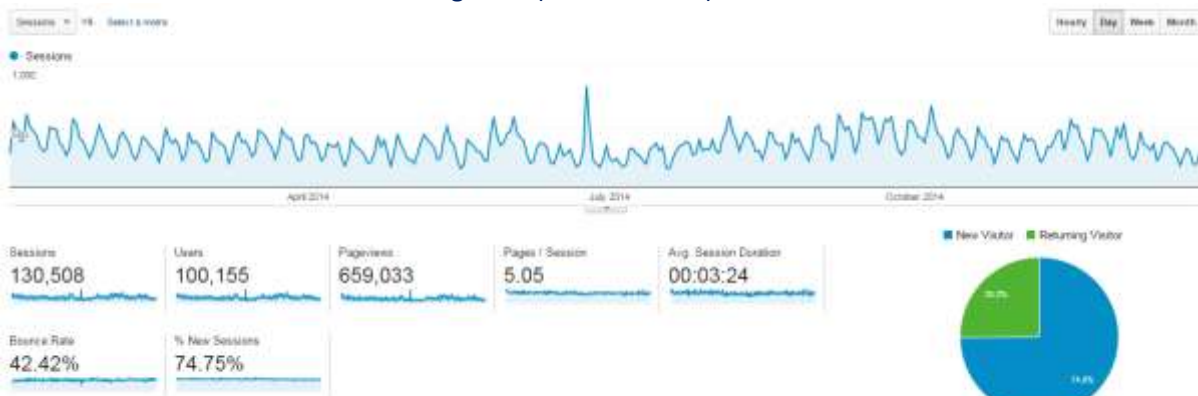 Sessions
Select a metric
Hourly Day Week Month
Sessions
1,000
April 2014
July 2014
October 2014
New Visitor Returning Visitor
Sessions
130,508
Users
100,155
Pageviews
659,033
Pages / Session
5.05
Avg. Session Duration
00:03:24
Bounce Rate
42.42%
% New Sessions
74.75%